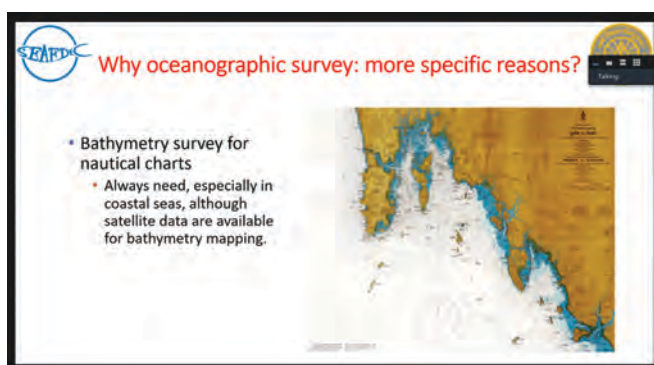 SEAFDEC
Why oceanographic survey: more specific reasons?
Talking:
• Bathymetry survey for
nautical charts
• Always need, especially in
coastal seas, although
satellite data are available
for bathymetry mapping.